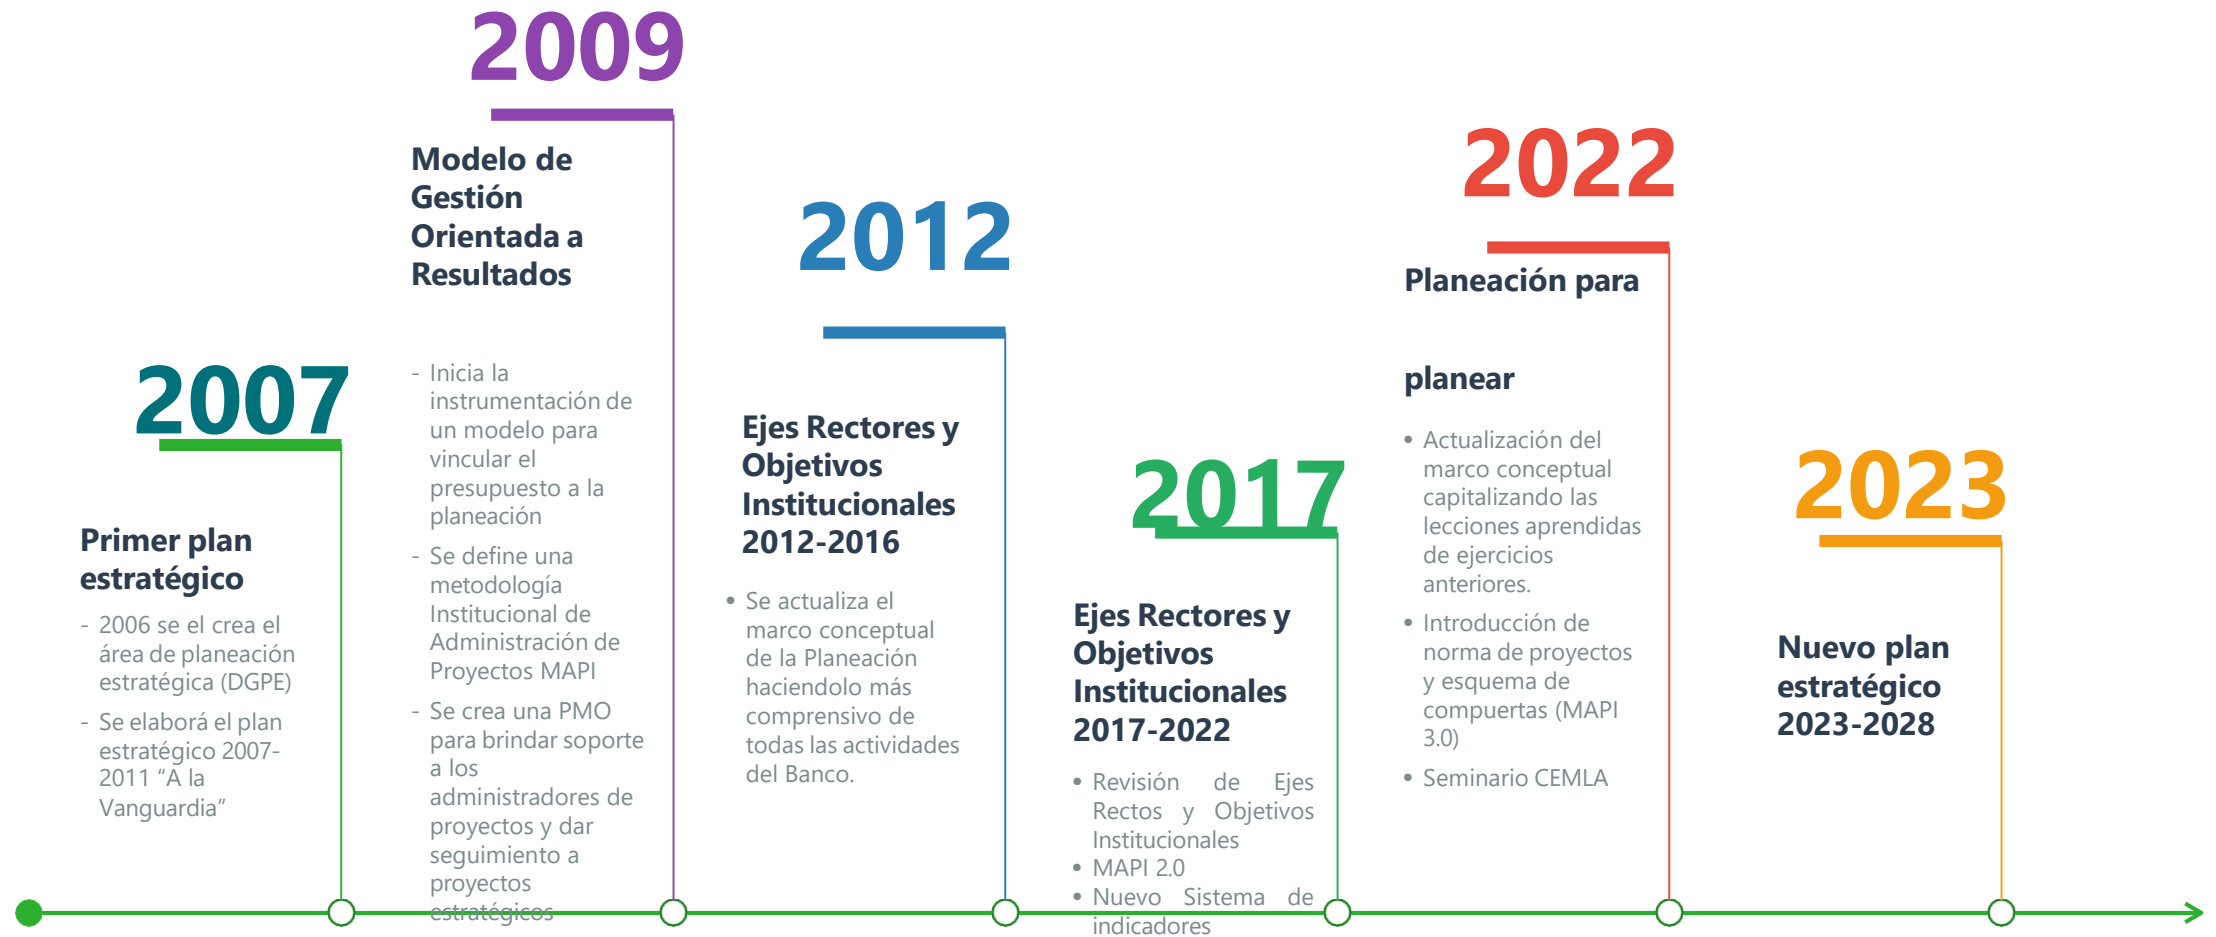 2007
Primer plan
estratégico
- 2006 se el crea el
área de planeación
estratégica (DGPE)
- Se elaborá el plan
estratégico 2007-
2011 “A la
Vanguardia”
2009
Modelo de
Gestión
Orientada a
Resultados
- Inicia la
instrumentación de
un modelo para
vincular el
presupuesto a la
planeación
- Se define una
metodología
Institucional de
Administración de
Proyectos MAPI
- Se crea una PMO
para brindar soporte
a los
administradores de
proyectos y dar
seguimiento a
proyectos
estratégicos
2012
Ejes Rectores y
Objetivos
Institucionales
2012-2016
• Se actualiza el
marco conceptual
de la Planeación
haciendolo más
comprensivo de
todas las actividades
del Banco.
2017
Ejes Rectores y
Objetivos
Institucionales
2017-2022
• Revisión de Ejes
Rectos y Objetivos
Institucionales
• MAPI 2.0
• Nuevo Sistema de
indicadores
2022
Planeación para
planear
• Actualización del
marco conceptual
capitalizando las
lecciones aprendidas
de ejercicios
anteriores.
• Introducción de
norma de proyectos
y esquema de
compuertas (MAPI
3.0)
• Seminario CEMLA
2023
Nuevo plan
estratégico
2023-2028